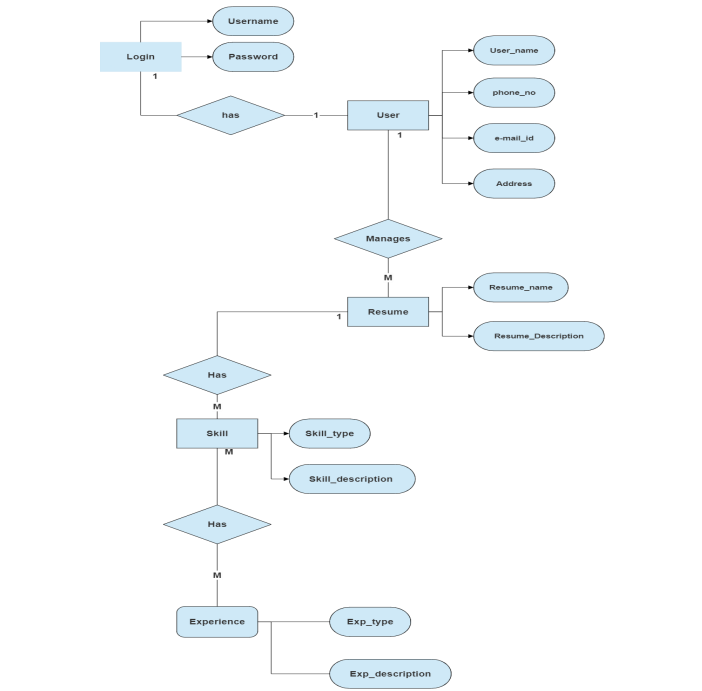 Username
Login
Password
1
User_name
phone_no
has
1
User
1
e-mail_id
Address
Manages
M
Resume_name
Resume
1
Resume_Description
Has
M
Skill
Skill_type
M
Skill_description
Has
M
Experience
Exp_type
Exp_description